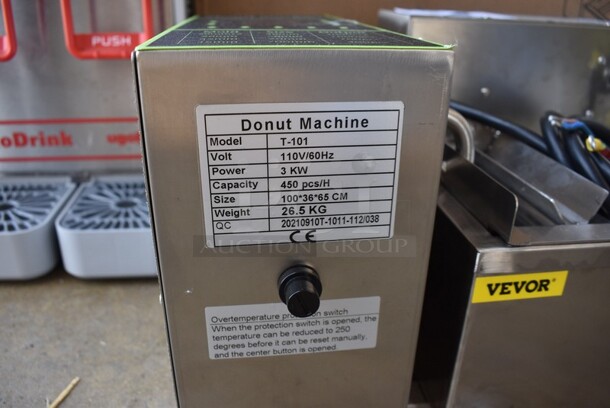 PUSH
oDrink
ugo
Donut Machine
Model T-101
Volt 110V/60Hz
Power 3 KW
Capacity 450 pcs/H
Size 100*36*65 CM
Weight 26.5 KG
QC 20210910T-1011-112/038
AUCTION GROUP
CE
Overtemperature protection switch
When the protection switch is opened, the
temperature can be reduced to 250
degrees before it can be reset manually,
and the center button is opened
VEVOR